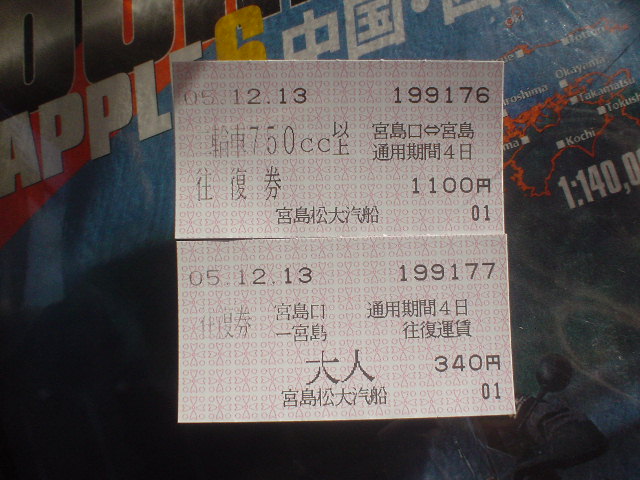 APPLE 6 中国・四
Okayama
Takamats
Kochi
1:140,0
05.12.13 199176
二輪車750cc以上 宮島口⇔宮島
通用期間4日
往復券 1100円
宮島松大汽船 01
05.12.13 199177
往復券 宮島口 通用期間4日
ー宮島 往復運賃
大人 340円
宮島松大汽船 01